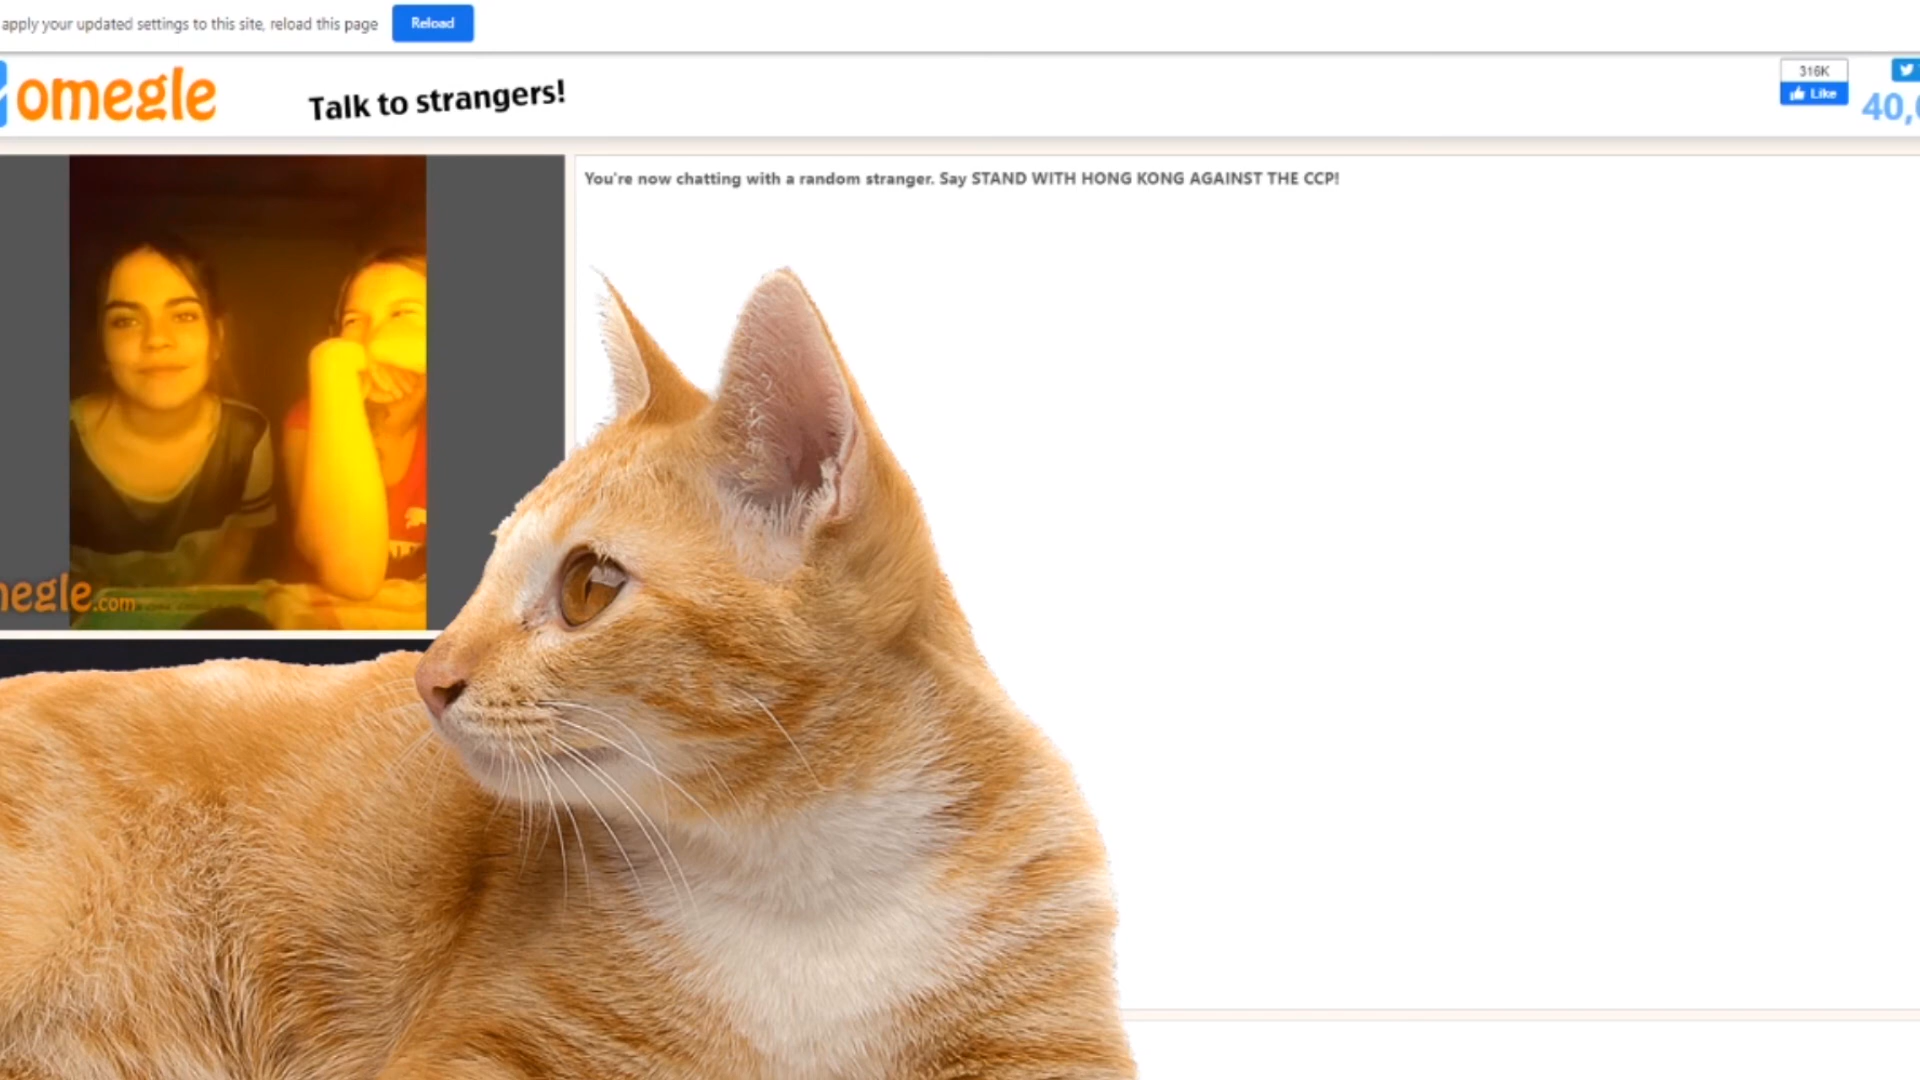 apply your updated settings to this site, reload this page
Reload
omegle
Talk to strangers!
316K
Like
40,
You're now chatting with a random stranger. Say STAND WITH HONG KONG AGAINST THE CCP!
egle.com